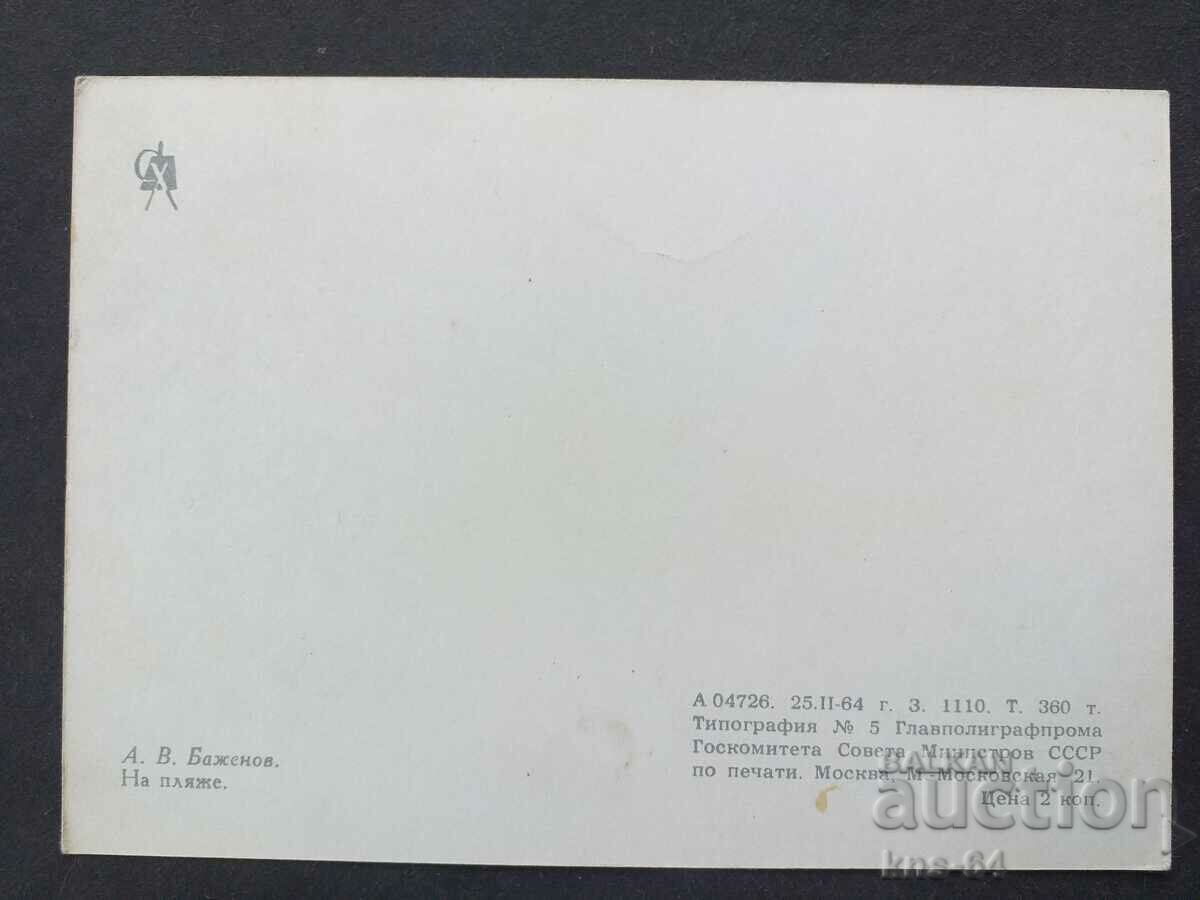 СХ
А. В. Баженов.
На пляже.
А 04726. 25.II-64 г. З. 1110. Т. 360 т.
Типография № 5 Главполиграфпрома
Госкомитета Совета Министров СССР
по печати. Москва, М-Московская 21.
Цена 2 коп.
BALKAN
auction
kns-64